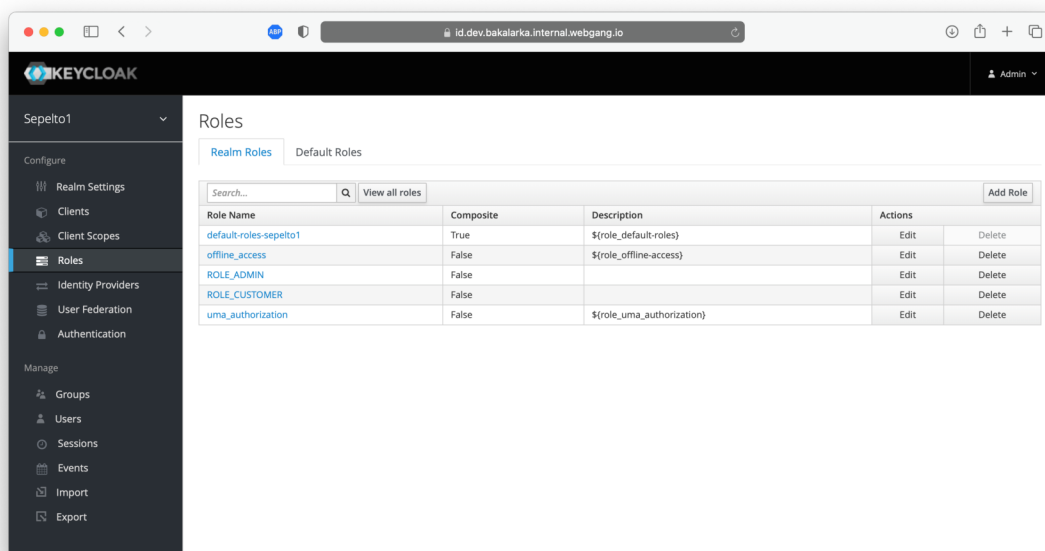 ABP
id.dev.bakalarka.internal.webgang.io
KEYCLOAK
Admin
Sepelto1
Configure
Realm Settings
Clients
Client Scopes
Roles
Identity Providers
User Federation
Authentication
Manage
Groups
Users
Sessions
Events
Import
Export
Roles
Realm Roles Default Roles
Search... View all roles Add Role
Role Name Composite Description Actions
default-roles-sepelto1 True ${role_default-roles} Edit Delete
offline_access False ${role_offline-access} Edit Delete
ROLE_ADMIN False Edit Delete
ROLE_CUSTOMER False Edit Delete
uma_authorization False ${role_uma_authorization} Edit Delete